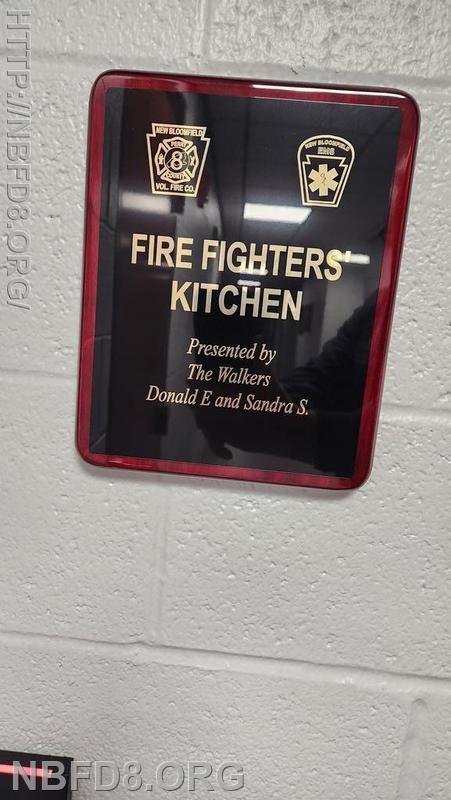 HTTP://NBFD8.ORG/
NEW BLOOMFIELD
PERRY
8
COUNTY
VOL. FIRE CO.
NEW BLOOMFIELD
EMS
FIRE FIGHTERS'
KITCHEN
Presented by
The Walkers
Donald E and Sandra S.
NBFD8.ORG